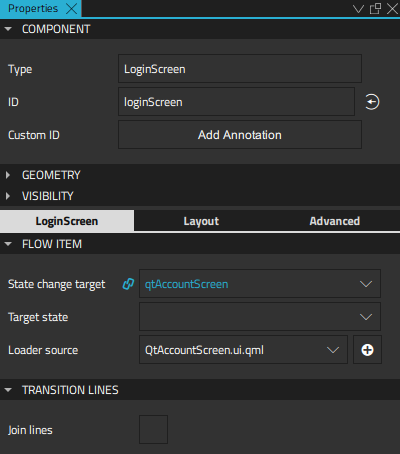 Properties
COMPONENT
Type LoginScreen
ID loginScreen
Custom ID Add Annotation
GEOMETRY
VISIBILITY
LoginScreen Layout Advanced
FLOW ITEM
State change target qtAccountScreen
Target state
Loader source QtAccountScreen.ui.qml
TRANSITION LINES
Join lines